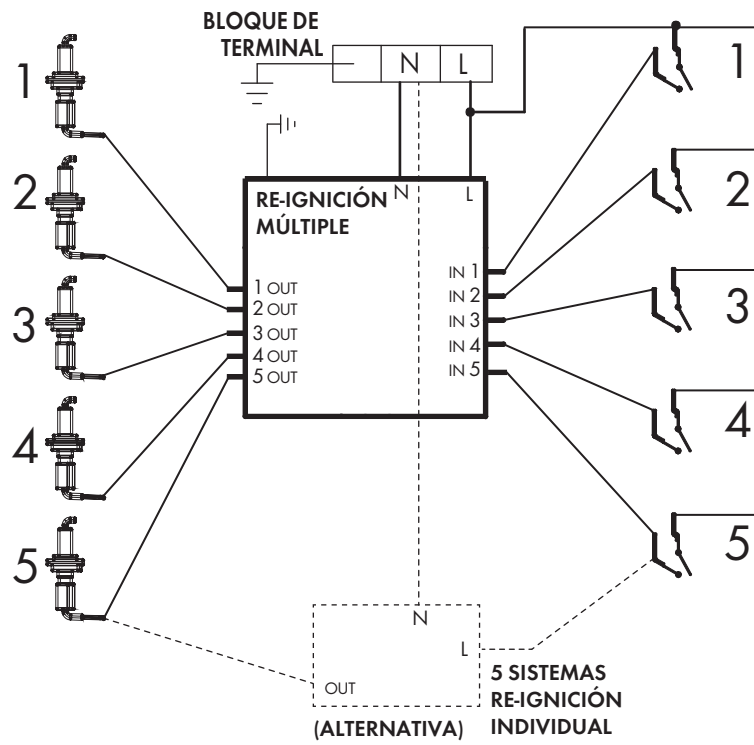 BLOQUE DE
TERMINAL
N
L
1
2
3
4
5
RE-IGNICIÓN
MÚLTIPLE
N
L
1 OUT
2 OUT
3 OUT
4 OUT
5 OUT
IN 1
IN 2
IN 3
IN 4
IN 5
1
2
3
4
5
N
L
OUT
(ALTERNATIVA)
5 SISTEMAS
RE-IGNICIÓN
INDIVIDUAL